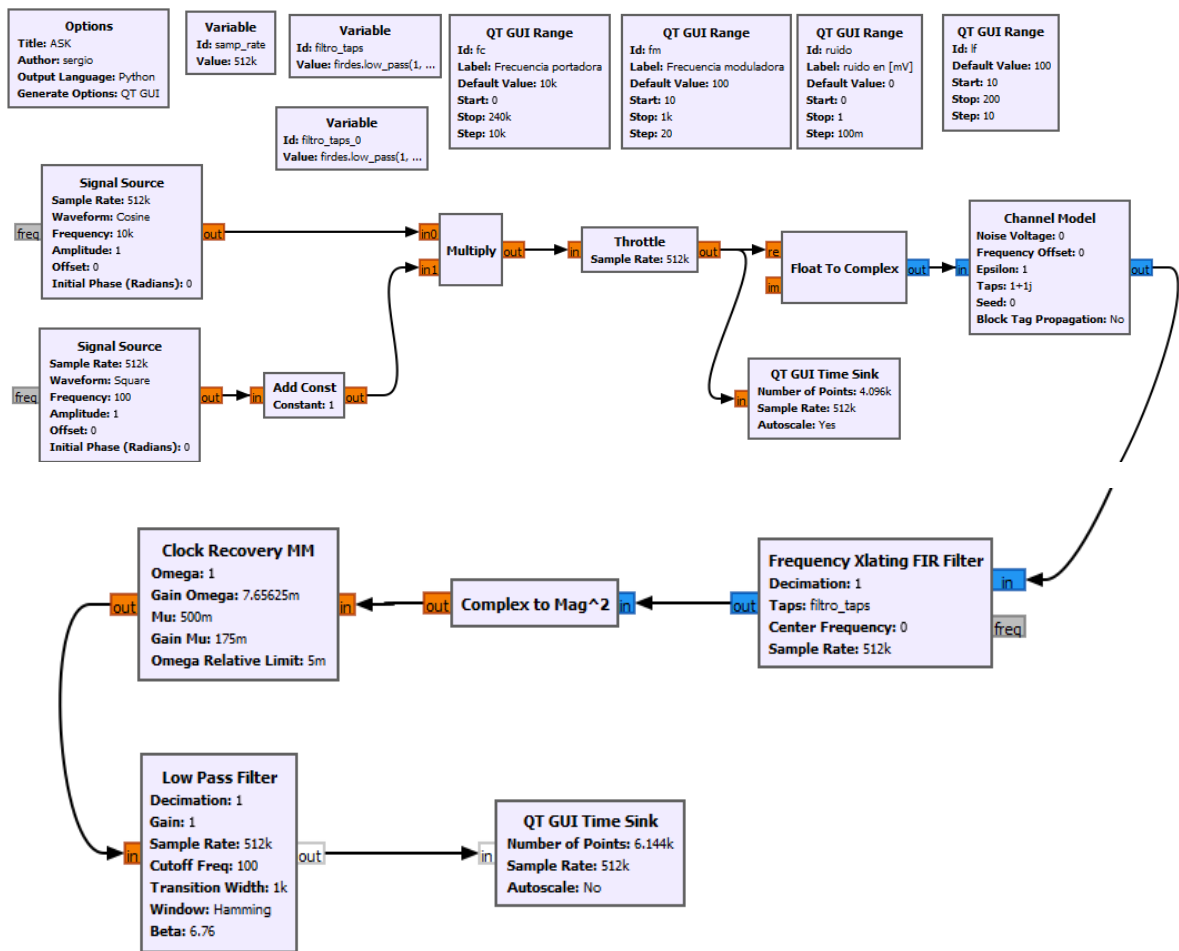 Options
Title: ASK
Author: sergio
Output Language: Python
Generate Options: QT GUI
Variable
Id: samp_rate
Value: 512k
Variable
Id: filtro_taps
Value: firdes.low_pass(1, ...
Variable
Id: filtro_taps_0
Value: firdes.low_pass(1, ...
QT GUI Range
Id: fc
Label: Frecuencia portadora
Default Value: 10k
Start: 0
Stop: 240k
Step: 10k
QT GUI Range
Id: fm
Label: Frecuencia moduladora
Default Value: 100
Start: 10
Stop: 1k
Step: 20
QT GUI Range
Id: ruido
Label: ruido en [mV]
Default Value: 0
Start: 0
Stop: 1
Step: 100m
QT GUI Range
Id: lf
Default Value: 100
Start: 10
Stop: 200
Step: 10
freq
Signal Source
Sample Rate: 512k
Waveform: Cosine
Frequency: 10k
Amplitude: 1
Offset: 0
Initial Phase (Radians): 0
out
freq
Signal Source
Sample Rate: 512k
Waveform: Square
Frequency: 100
Amplitude: 1
Offset: 0
Initial Phase (Radians): 0
out
in
Add Const
Constant: 1
out
in0
in1
Multiply
out
in
Throttle
Sample Rate: 512k
out
re
im
Float To Complex
out
in
Channel Model
Noise Voltage: 0
Frequency Offset: 0
Epsilon: 1
Taps: 1+1j
Seed: 0
Block Tag Propagation: No
out
in
QT GUI Time Sink
Number of Points: 4.096k
Sample Rate: 512k
Autoscale: Yes
Frequency Xlating FIR Filter
Decimation: 1
Taps: filtro_taps
Center Frequency: 0
Sample Rate: 512k
in
freq
out
Complex to Mag^2
in
out
Clock Recovery MM
Omega: 1
Gain Omega: 7.65625m
Mu: 500m
Gain Mu: 175m
Omega Relative Limit: 5m
in
out
in
Low Pass Filter
Decimation: 1
Gain: 1
Sample Rate: 512k
Cutoff Freq: 100
Transition Width: 1k
Window: Hamming
Beta: 6.76
out
in
QT GUI Time Sink
Number of Points: 6.144k
Sample Rate: 512k
Autoscale: No